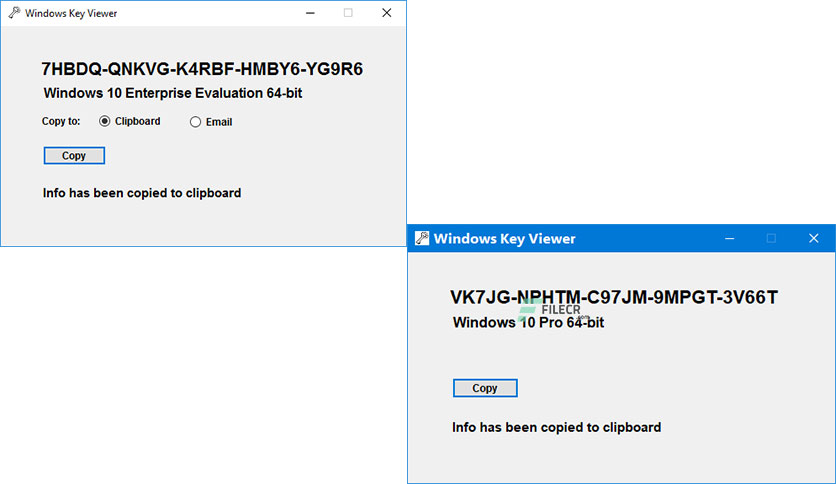 Windows Key Viewer
7HBDQ-QNKVG-K4RBF-HMBY6-YG9R6
Windows 10 Enterprise Evaluation 64-bit
Copy to: Clipboard Email
Copy
Info has been copied to clipboard
Windows Key Viewer
VK7JG-NPHTM-C97JM-9MPGT-3V66T
FILECR
.com
Windows 10 Pro 64-bit
Copy
Info has been copied to clipboard